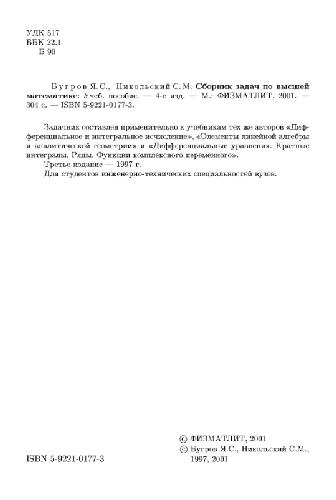 УДК 517
ББК 22.1
Б 90
Бугров Я.С., Никольский С.М. Сборник задач по высшей
математике: Учеб. пособие. — 4-е изд. — М.: ФИЗМАТЛИТ, 2001. —
304 с. — ISBN 5-9221-0177-3.
Задачник составлен применительно к учебникам тех же авторов «Диф-
ференциальное и интегральное исчисление», «Элементы линейной алгебры
и аналитической геометрии» и «Дифференциальные уравнения. Кратные
интегралы. Ряды. Функции комплексного переменного».
Третье издание — 1997 г.
Для студентов инженерно-технических специальностей вузов.
© ФИЗМАТЛИТ, 2001
© Бугров Я.С., Никольский С.М.,
ISBN 5-9221-0177-3 1997, 2001